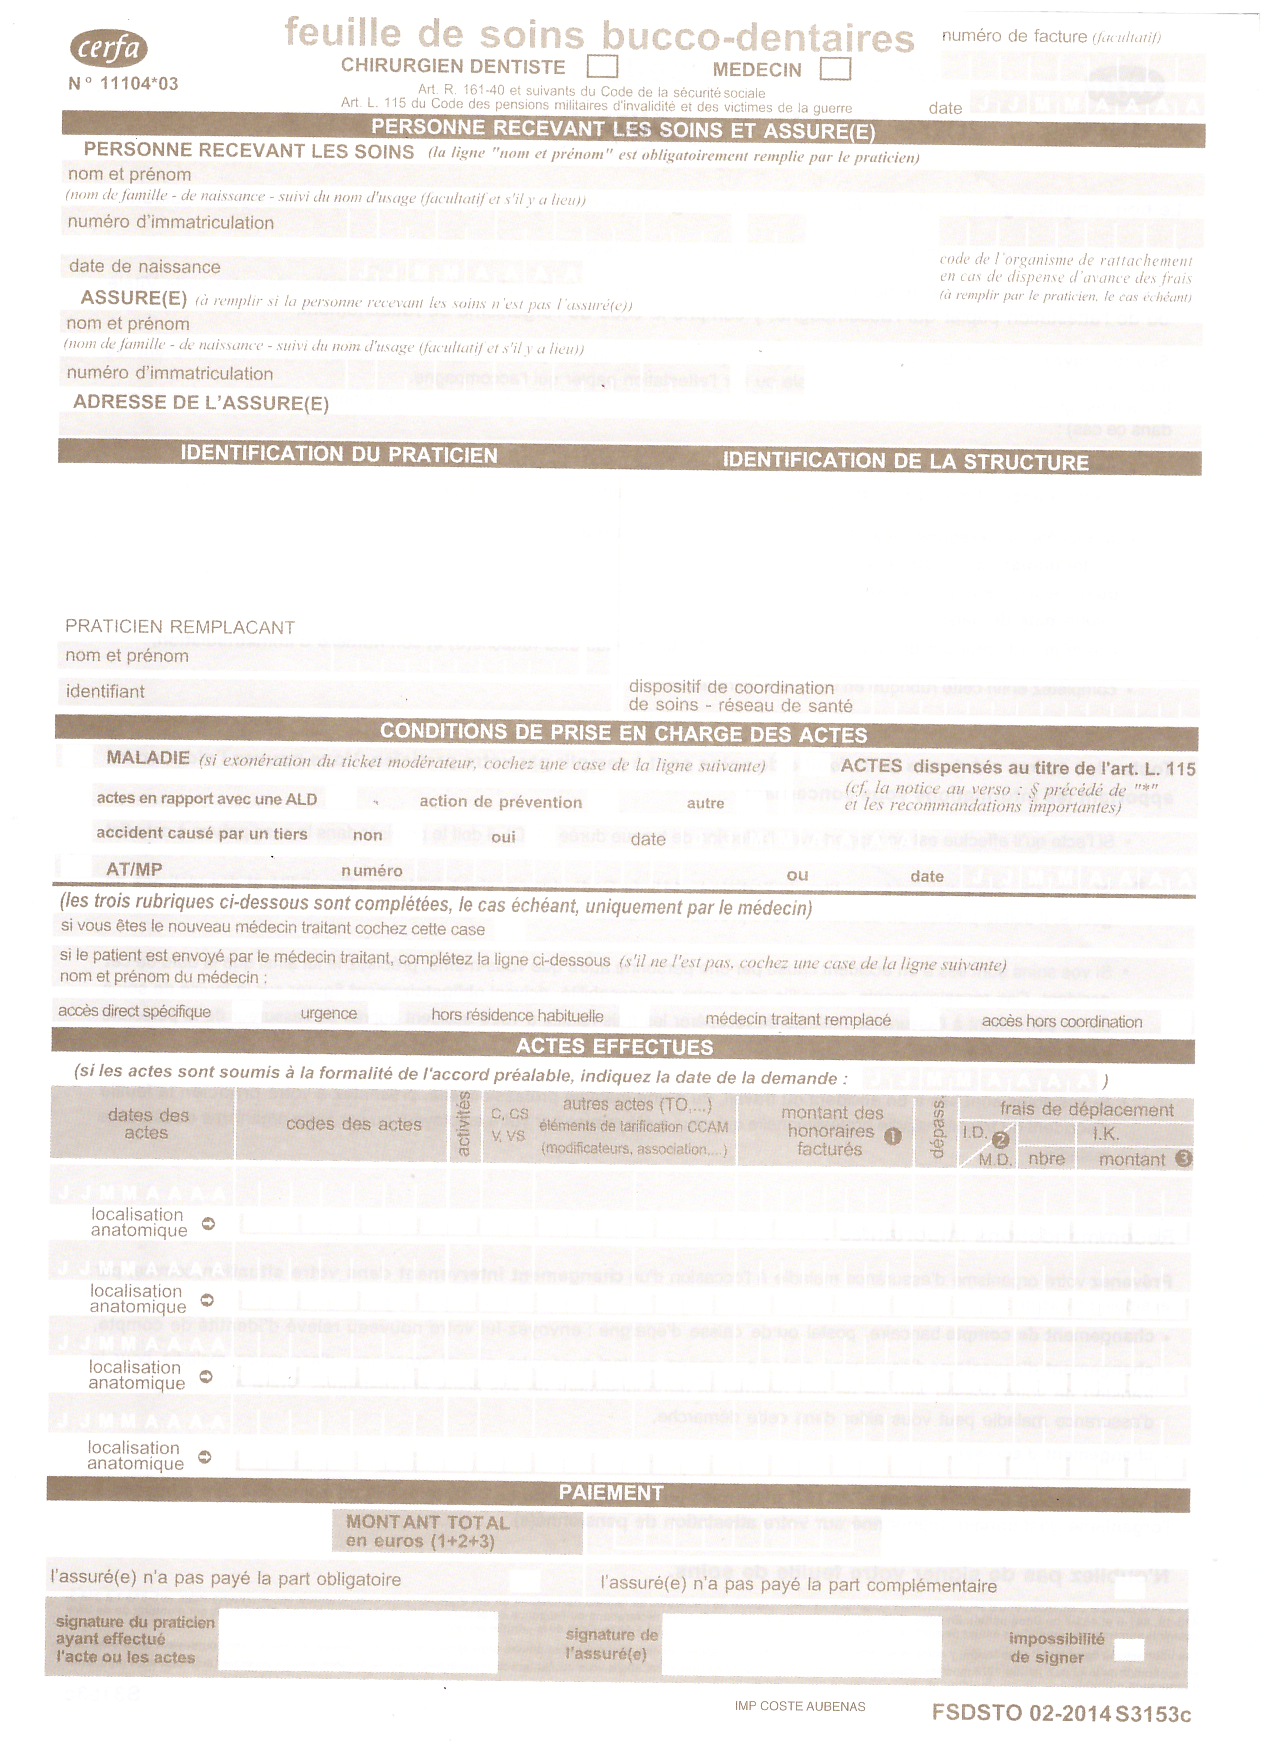 cerfa
N° 11104*03
feuille de soins bucco-dentaires
CHIRURGIEN DENTISTE
MEDECIN
Art. R. 161-40 et suivants du Code de la sécurité sociale
Art. L. 115 du Code des pensions militaires d'invalidité et des victimes de la guerre
numéro de facture (facultatif)
date J J M M A A A A
PERSONNE RECEVANT LES SOINS ET ASSURE(E)
PERSONNE RECEVANT LES SOINS (la ligne "nom et prénom" est obligatoirement remplie par le praticien)
nom et prénom
(nom de famille - de naissance - suivi du nom d'usage (facultatif et s'il y a lieu))
numéro d'immatriculation
date de naissance J J M M A A A A
code de l'organisme de rattachement
en cas de dispense d'avance des frais
(à remplir par le praticien, le cas échéant)
ASSURE(E) (à remplir si la personne recevant les soins n'est pas l'assuré(e))
nom et prénom
(nom de famille - de naissance - suivi du nom d'usage (facultatif et s'il y a lieu))
numéro d'immatriculation
ADRESSE DE L'ASSURE(E)
IDENTIFICATION DU PRATICIEN
IDENTIFICATION DE LA STRUCTURE
PRATICIEN REMPLACANT
nom et prénom
identifiant
dispositif de coordination
de soins - réseau de santé
CONDITIONS DE PRISE EN CHARGE DES ACTES
MALADIE (si exonération du ticket modérateur, cochez une case de la ligne suivante)
ACTES dispensés au titre de l'art. L. 115
(cf. la notice au verso : § précédé de "*"
et les recommandations importantes)
actes en rapport avec une ALD action de prévention autre
accident causé par un tiers non oui date
AT/MP numéro ou date J J M M A A A A
(les trois rubriques ci-dessous sont complétées, le cas échéant, uniquement par le médecin)
si vous êtes le nouveau médecin traitant cochez cette case
si le patient est envoyé par le médecin traitant, complétez la ligne ci-dessous (s'il ne l'est pas, cochez une case de la ligne suivante)
nom et prénom du médecin :
accès direct spécifique urgence hors résidence habituelle médecin traitant remplacé accès hors coordination
ACTES EFFECTUES
(si les actes sont soumis à la formalité de l'accord préalable, indiquez la date de la demande : J J M M A A A A )
dates des
actes
codes des actes
activités
C, CS
V, VS
autres actes (TO,...)
éléments de tarification CCAM
(modificateurs, association,...)
montant des
honoraires
facturés 1
dépass.
frais de déplacement
I.D. 2
M.D.
I.K.
nbre
montant 3
J J M M A A A A
localisation
anatomique
J J M M A A A A
localisation
anatomique
J J M M A A A A
localisation
anatomique
J J M M A A A A
localisation
anatomique
PAIEMENT
MONTANT TOTAL
en euros (1+2+3)
l'assuré(e) n'a pas payé la part obligatoire
l'assuré(e) n'a pas payé la part complémentaire
signature du praticien
ayant effectué
l'acte ou les actes
signature de
l'assuré(e)
impossibilité
de signer
IMP COSTE AUBENAS
FSDSTO 02-2014 S3153c